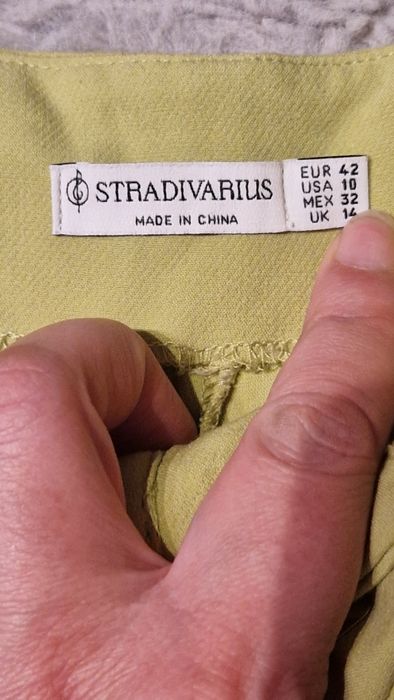 STRADIVARIUS
MADE IN CHINA
EUR 42
USA 10
MEX 32
UK 14